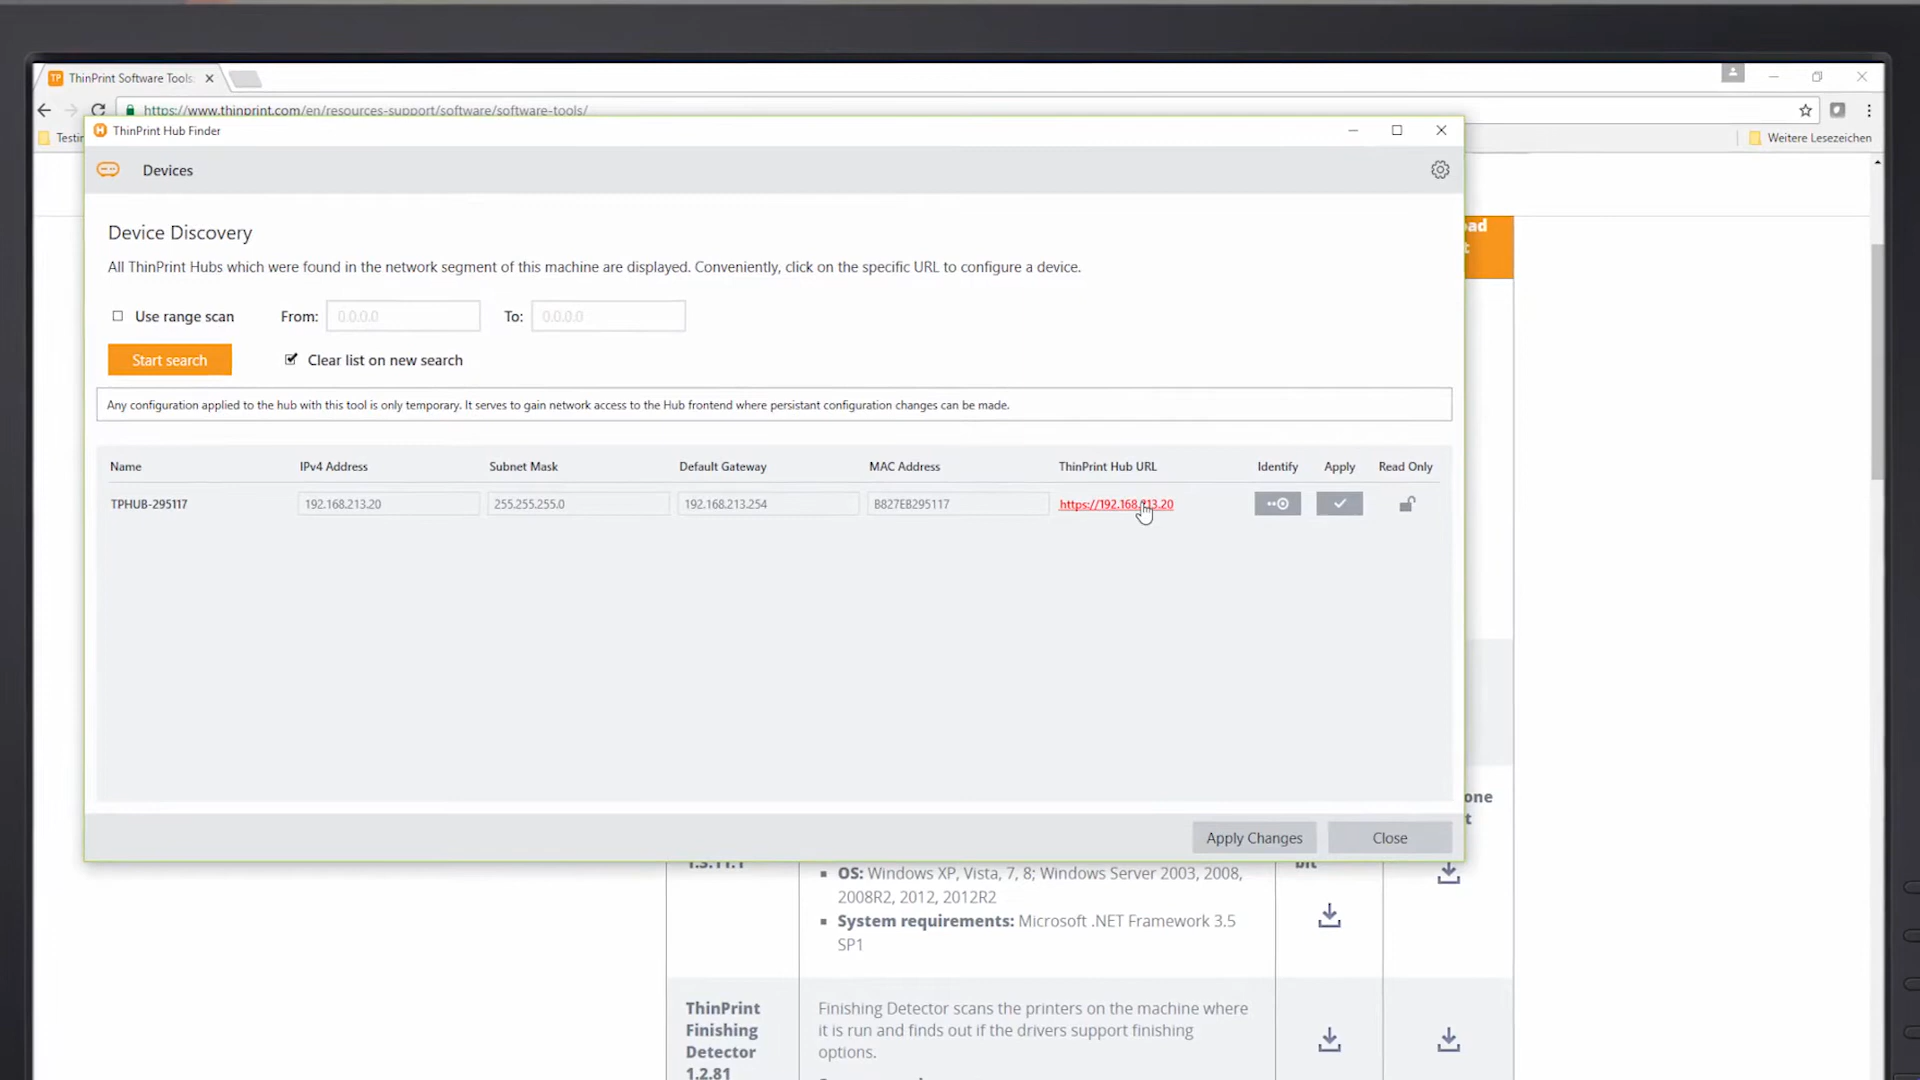 ThinPrint Software Tools
https://www.thinprint.com/en/resources-support/software/software-tools/
Weitere Lesezeichen
ThinPrint Hub Finder
Devices
Device Discovery
All ThinPrint Hubs which were found in the network segment of this machine are displayed. Conveniently, click on the specific URL to configure a device.
Use range scan From: 0.0.0.0 To: 0.0.0.0
Start search Clear list on new search
Any configuration applied to the hub with this tool is only temporary. It serves to gain network access to the Hub frontend where persistant configuration changes can be made.
Name IPv4 Address Subnet Mask Default Gateway MAC Address ThinPrint Hub URL Identify Apply Read Only
TPHUB-295117 192.168.213.20 255.255.255.0 192.168.213.254 B827EB295117 https://192.168.213.20
Apply Changes Close
OS: Windows XP, Vista, 7, 8; Windows Server 2003, 2008,
2008R2, 2012, 2012R2
System requirements: Microsoft .NET Framework 3.5
SP1
ThinPrint
Finishing
Detector
1.2.81
Finishing Detector scans the printers on the machine where
it is run and finds out if the drivers support finishing
options.